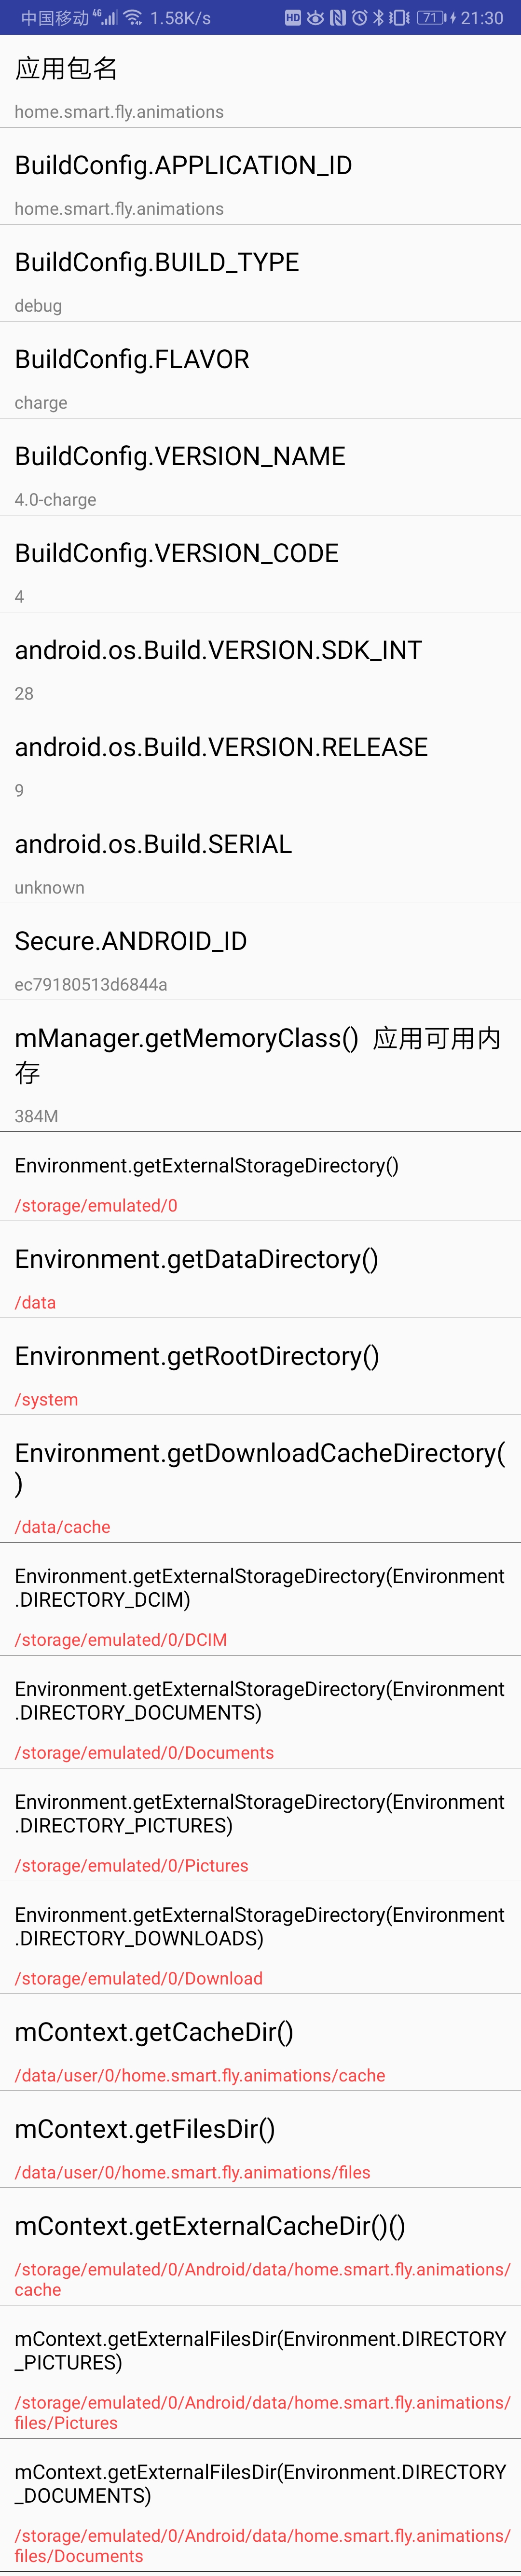 中国移动 4G 1.58K/s HD 71 21:30
应用包名
home.smart.fly.animations
BuildConfig.APPLICATION_ID
home.smart.fly.animations
BuildConfig.BUILD_TYPE
debug
BuildConfig.FLAVOR
charge
BuildConfig.VERSION_NAME
4.0-charge
BuildConfig.VERSION_CODE
4
android.os.Build.VERSION.SDK_INT
28
android.os.Build.VERSION.RELEASE
9
android.os.Build.SERIAL
unknown
Secure.ANDROID_ID
ec79180513d6844a
mManager.getMemoryClass() 应用可用内
存
384M
Environment.getExternalStorageDirectory()
/storage/emulated/0
Environment.getDataDirectory()
/data
Environment.getRootDirectory()
/system
Environment.getDownloadCacheDirectory(
)
/data/cache
Environment.getExternalStorageDirectory(Environment
.DIRECTORY_DCIM)
/storage/emulated/0/DCIM
Environment.getExternalStorageDirectory(Environment
.DIRECTORY_DOCUMENTS)
/storage/emulated/0/Documents
Environment.getExternalStorageDirectory(Environment
.DIRECTORY_PICTURES)
/storage/emulated/0/Pictures
Environment.getExternalStorageDirectory(Environment
.DIRECTORY_DOWNLOADS)
/storage/emulated/0/Download
mContext.getCacheDir()
/data/user/0/home.smart.fly.animations/cache
mContext.getFilesDir()
/data/user/0/home.smart.fly.animations/files
mContext.getExternalCacheDir()()
/storage/emulated/0/Android/data/home.smart.fly.animations/
cache
mContext.getExternalFilesDir(Environment.DIRECTORY
_PICTURES)
/storage/emulated/0/Android/data/home.smart.fly.animations/
files/Pictures
mContext.getExternalFilesDir(Environment.DIRECTORY
_DOCUMENTS)
/storage/emulated/0/Android/data/home.smart.fly.animations/
files/Documents